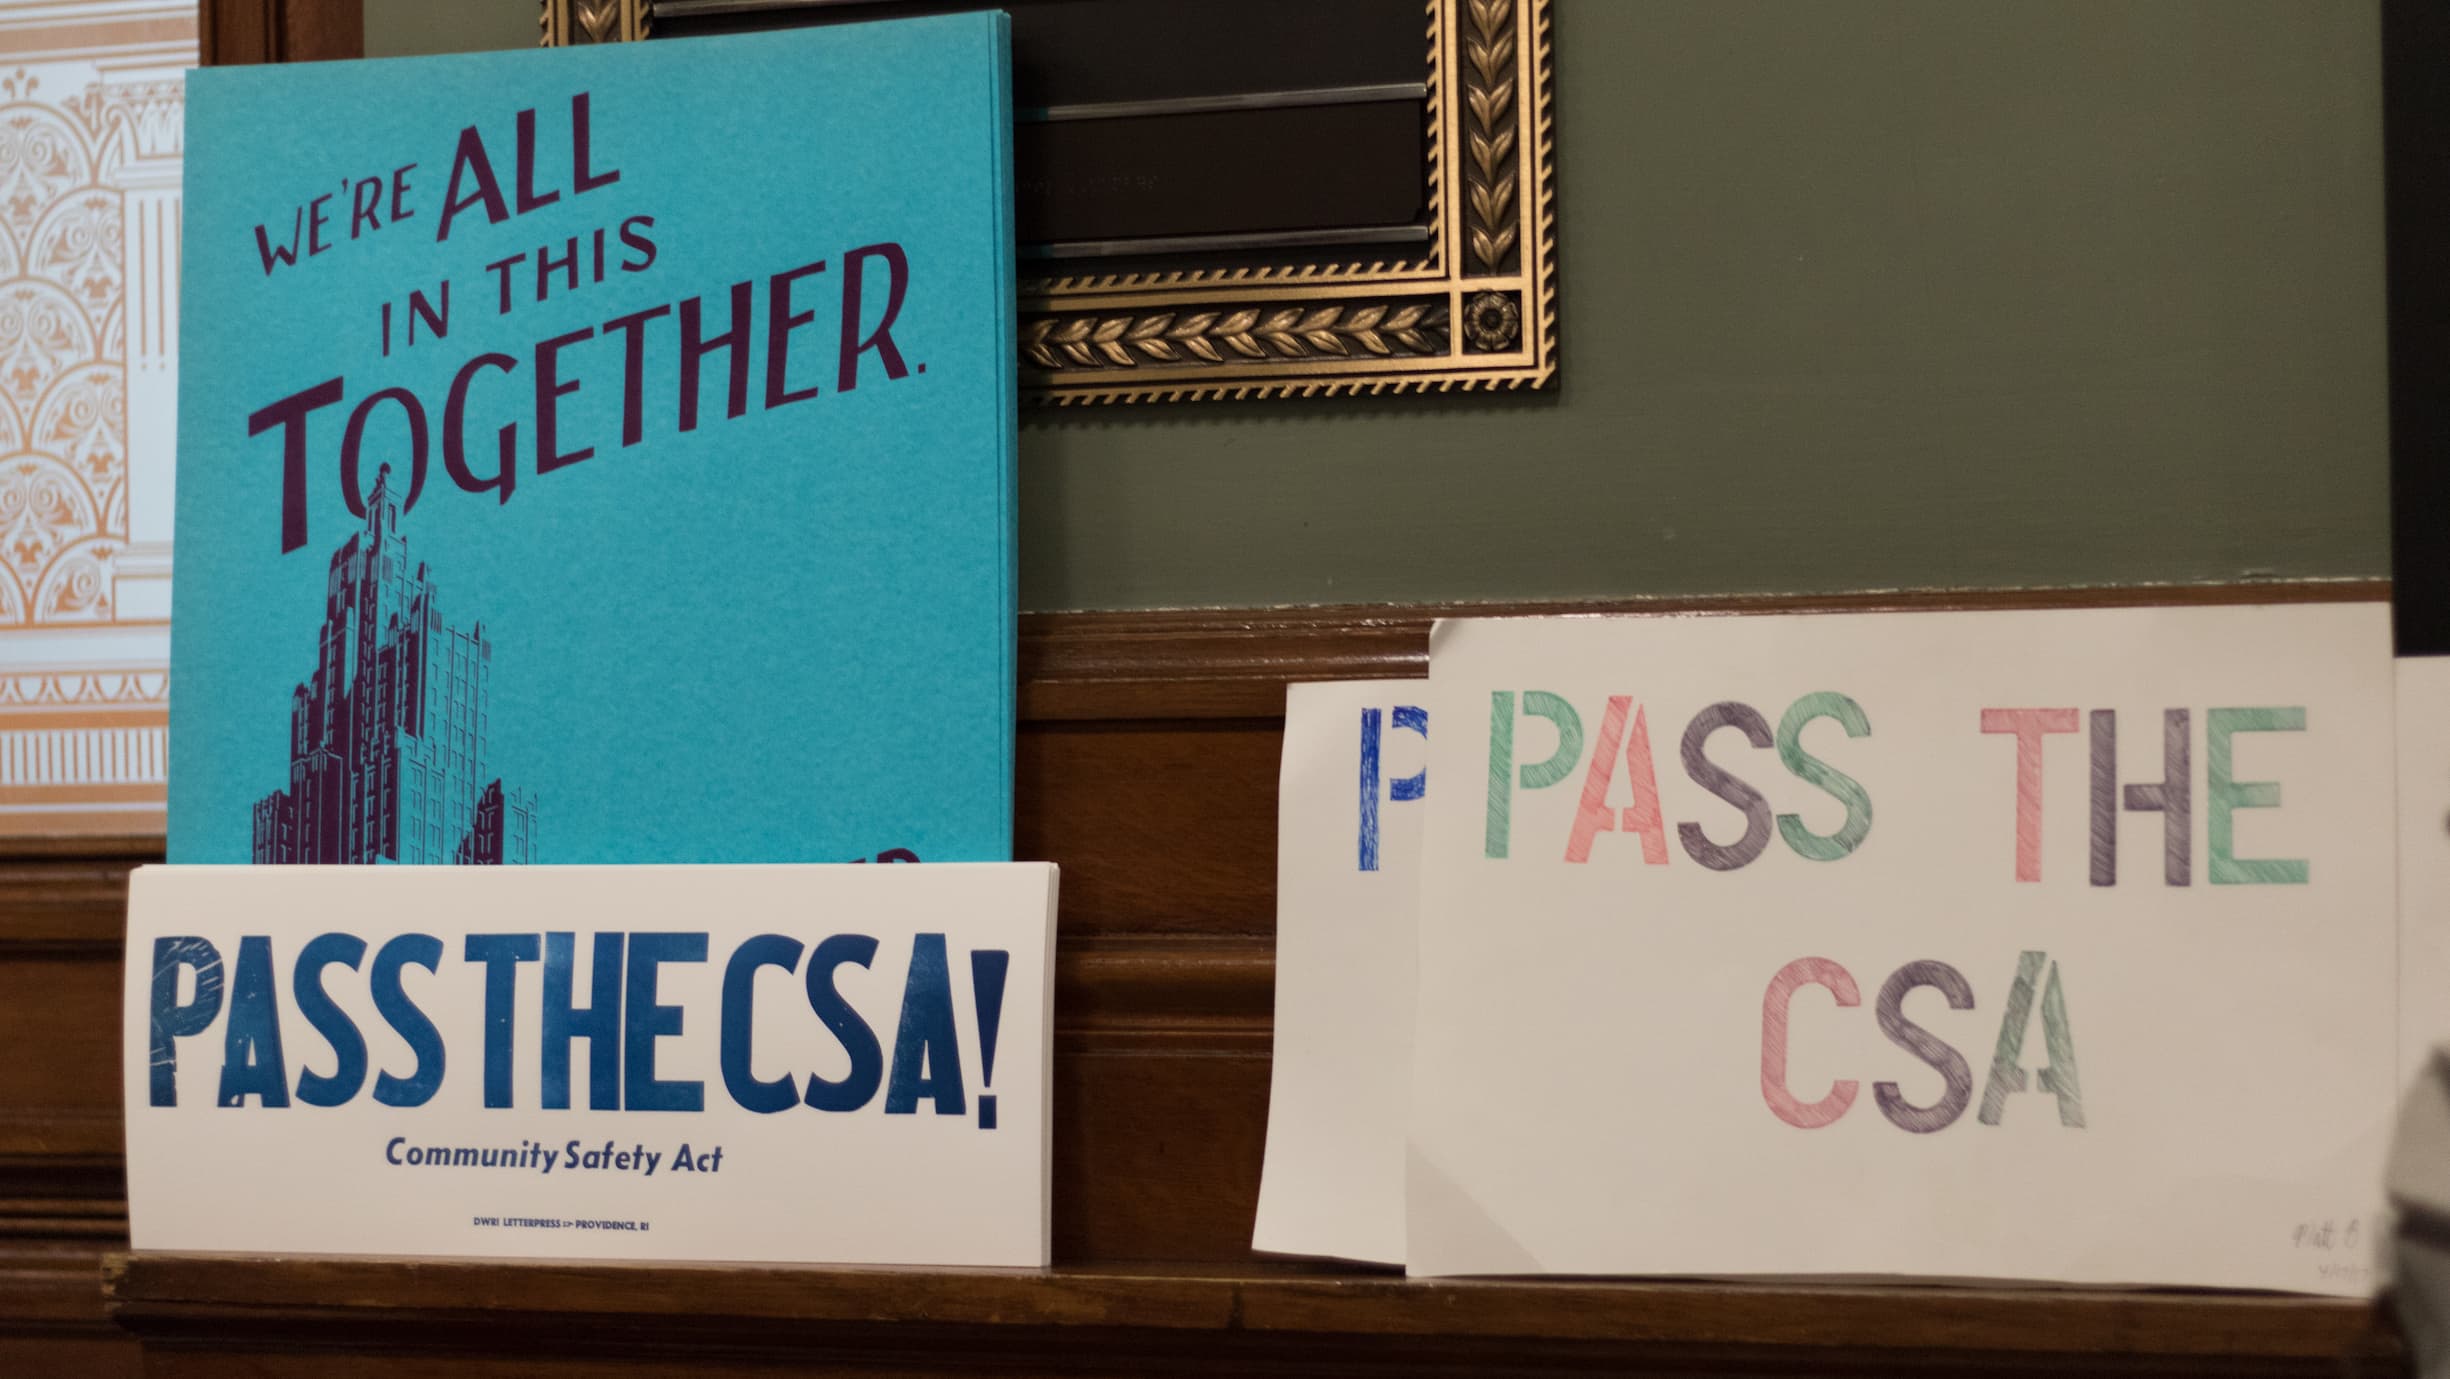 WE'RE ALL
IN THIS
TOGETHER.
PASS THE CSA!
Community Safety Act
DWRI LETTERPRESS ☞ PROVIDENCE, RI
P
PASS THE
CSA